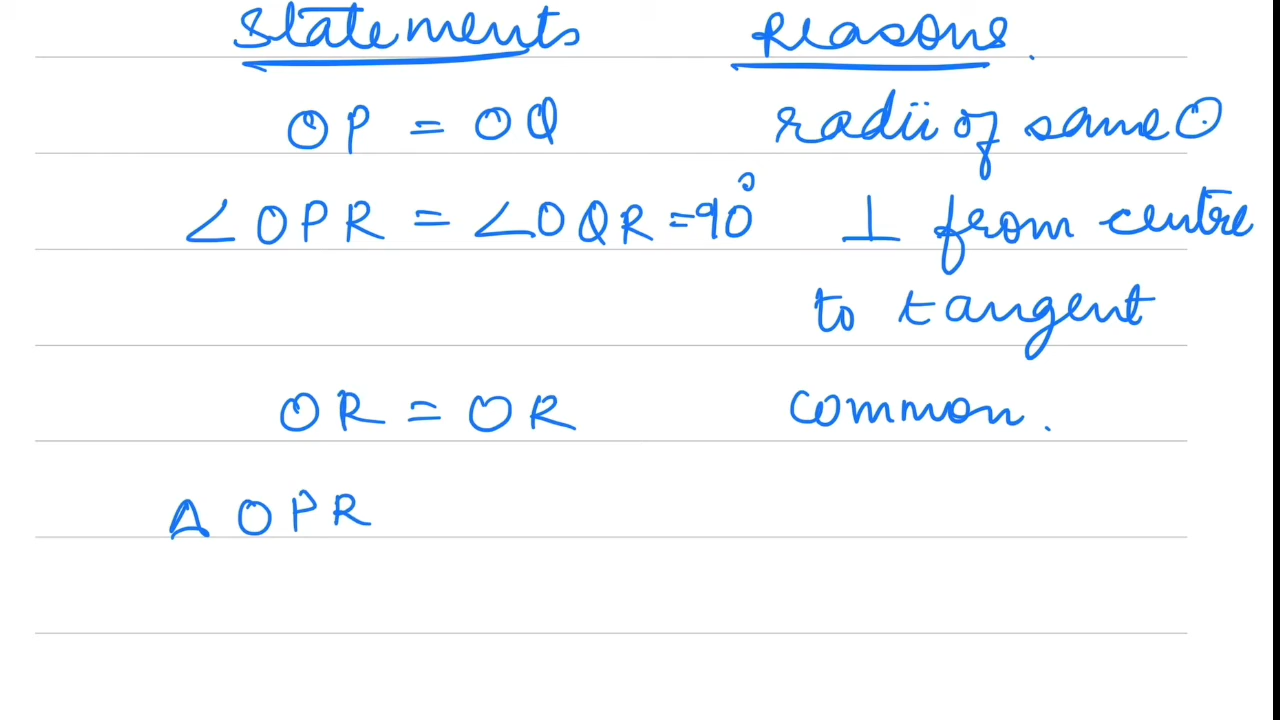 Statements Reasons.
OP = OQ radii of same ⊙
∠OPR = ∠OQR = 90° ⊥ from centre
to tangent
OR = OR common.
Δ OPR